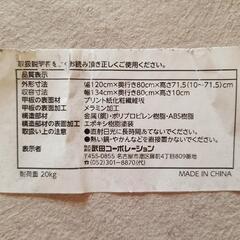 取扱説明書をよくお読み頂き正しくご使用ください。
品質表示
外形寸法 幅120cm×奥行80cm×高さ71.5(10~71.5)cm
幅134cm×奥行80cm×高さ10cm
甲板の表面材 プリント紙化粧繊維板
甲板の表面加工 メラミン加工
構造部材 金属(鋼)・ポリプロピレン樹脂・ABS樹脂
構造部材の表面加工 エポキシ樹脂塗装
取扱い上の注意 ●直射日光に長時間あてないでください。
●熱い鍋・やかんなどを直接置かないでください。
表示者 株式会社武田コーポレーション
〒455-0855 名古屋市港区藤前4丁目809番地
(052)301-8870(代)
耐荷重 20kg
MADE IN CHINA